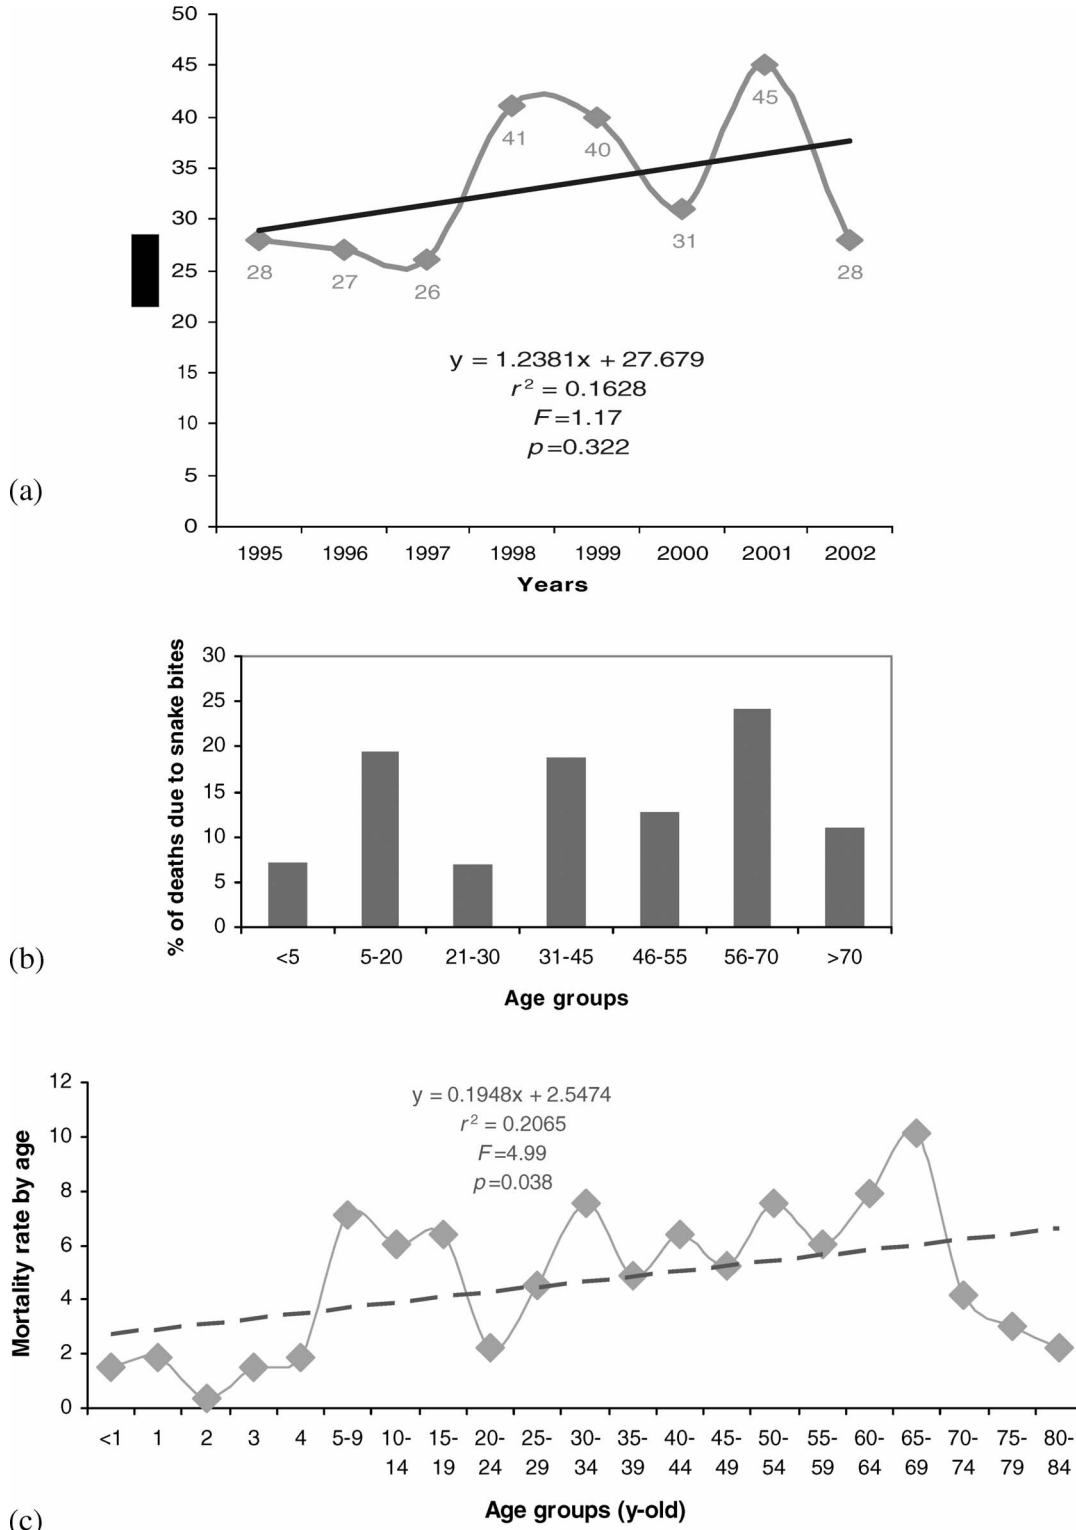 50
45
40
35
30
25
20
15
10
5
0
28
27
26
41
40
31
45
28
y = 1.2381x + 27.679
r² = 0.1628
F=1.17
p=0.322
(a)
1995 1996 1997 1998 1999 2000 2001 2002
Years
% of deaths due to snake bites
30
25
20
15
10
5
0
(b)
<5 5-20 21-30 31-45 46-55 56-70 >70
Age groups
Mortality rate by age
12
10
8
6
4
2
0
y = 0.1948x + 2.5474
r² = 0.2065
F=4.99
p=0.038
<1 1 2 3 4 5-9 10- 15- 20- 25- 30- 35- 40- 45- 50- 55- 60- 65- 70- 75- 80-
14 19 24 29 34 39 44 49 54 59 64 69 74 79 84
Age groups (y-old)
(c)